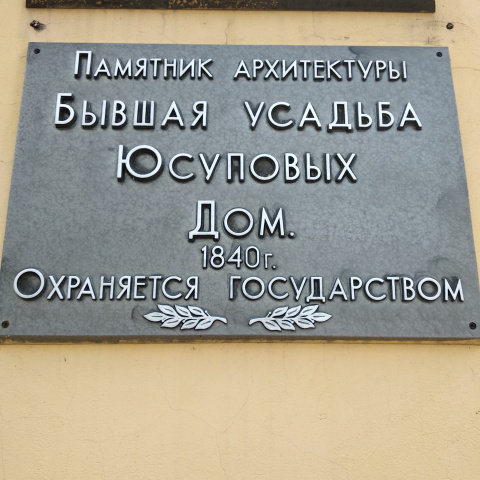 Памятник архитектуры
Бывшая усадьба
Юсуповых
Дом.
1840г.
Охраняется государством